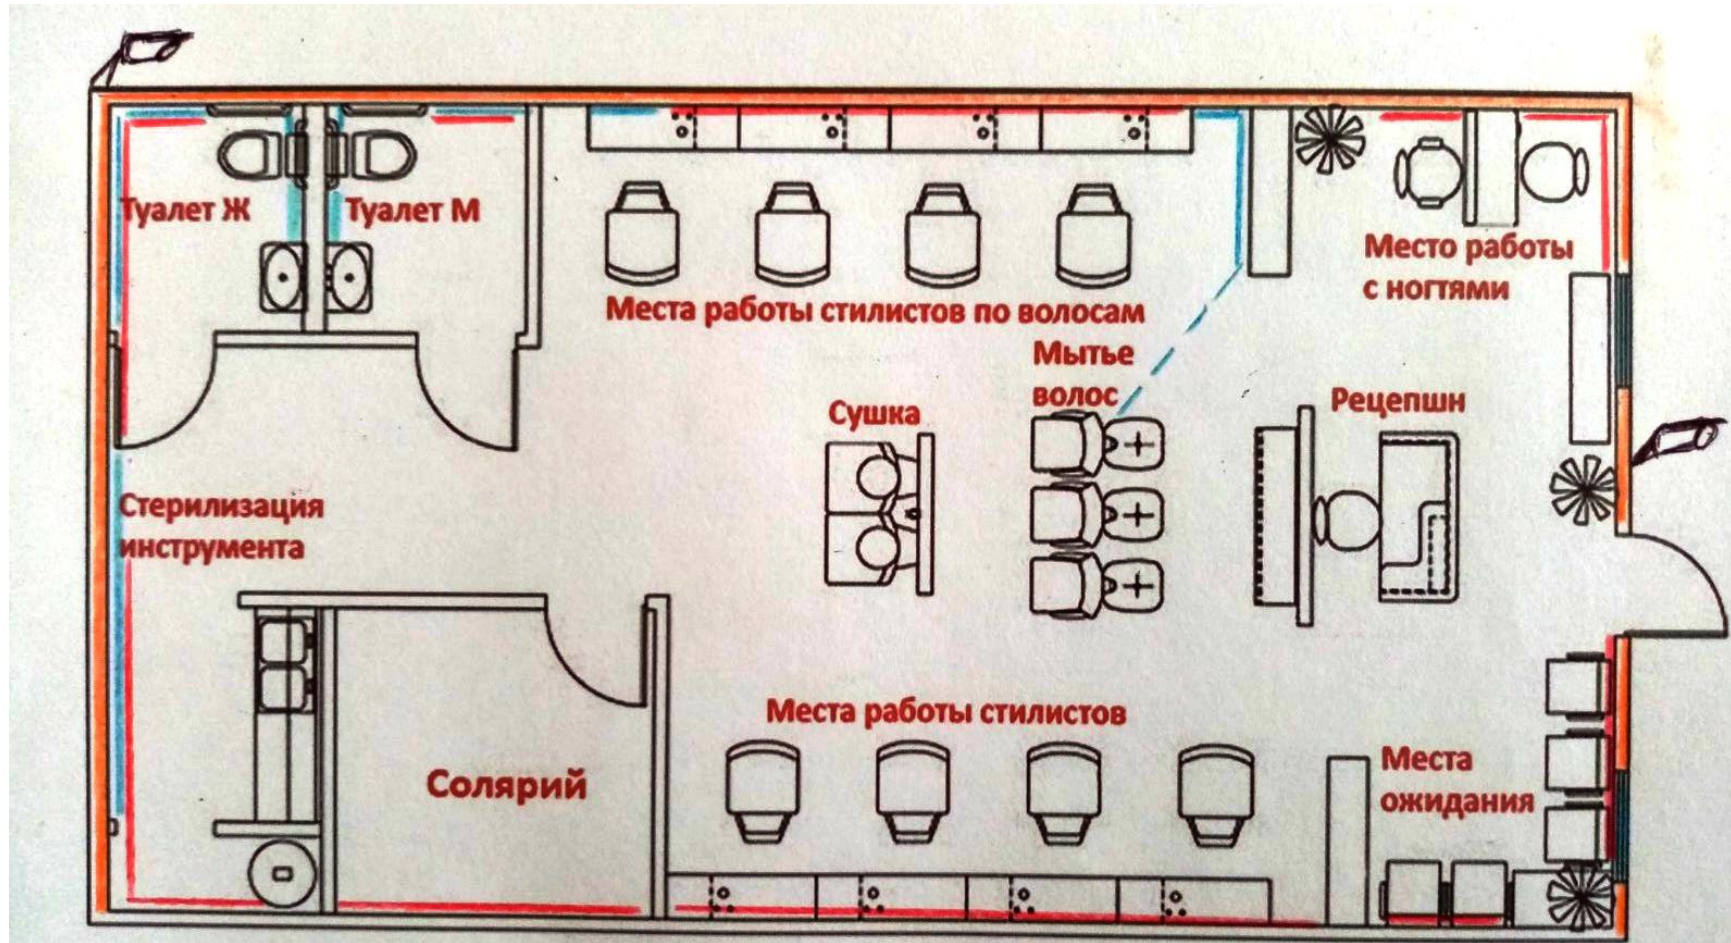 Туалет Ж
Туалет М
Место работы
с ногтями
Места работы стилистов по волосам
Мытье
волос
Сушка
Рецепшн
Стерилизация
инструмента
Места работы стилистов
Солярий
Места
ожидания